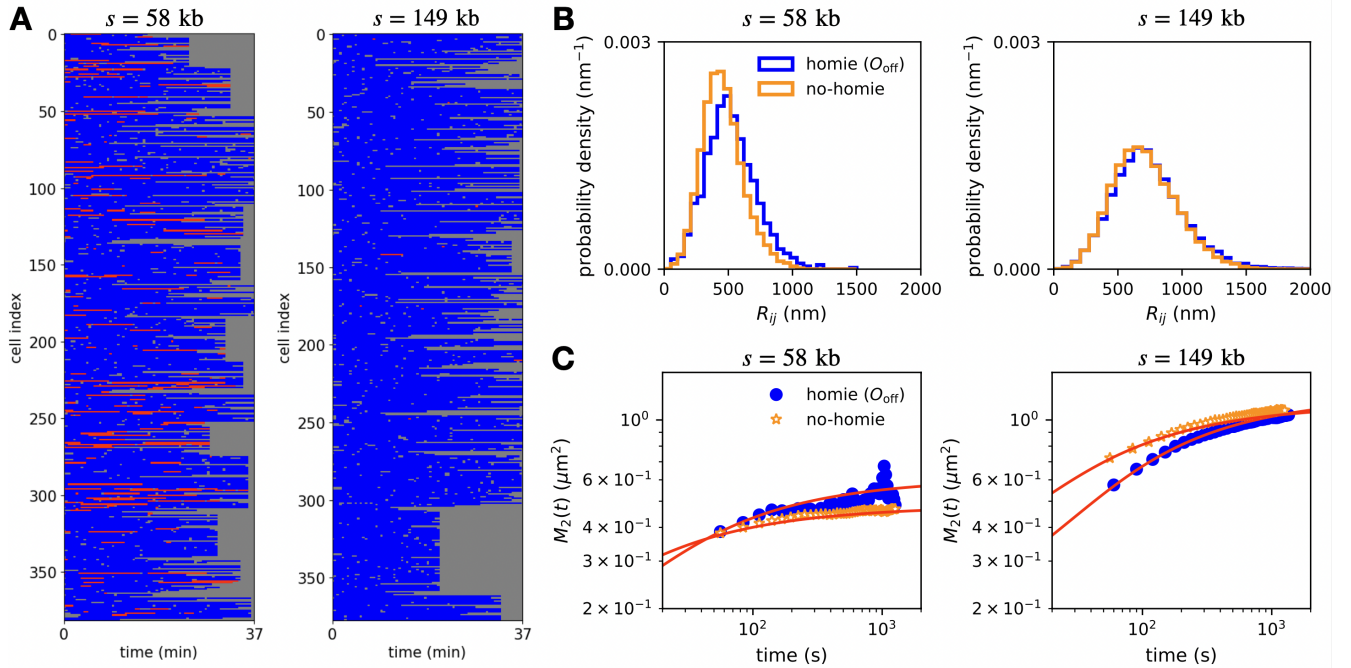 A
s = 58 kb
s = 149 kb
0
50
100
150
200
250
300
350
cell index
0
37
time (min)
0
50
100
150
200
250
300
350
cell index
0
37
time (min)
B
s = 58 kb
0.003
0.000
probability density (nm⁻¹)
homie (O_off)
no-homie
0
500
1000
1500
2000
R_ij (nm)
s = 149 kb
0.003
0.000
probability density (nm⁻¹)
0
500
1000
1500
2000
R_ij (nm)
C
s = 58 kb
homie (O_off)
no-homie
10⁰
6 × 10⁻¹
4 × 10⁻¹
3 × 10⁻¹
2 × 10⁻¹
M₂(t) (μm²)
10²
10³
time (s)
s = 149 kb
10⁰
6 × 10⁻¹
4 × 10⁻¹
3 × 10⁻¹
2 × 10⁻¹
M₂(t) (μm²)
10²
10³
time (s)